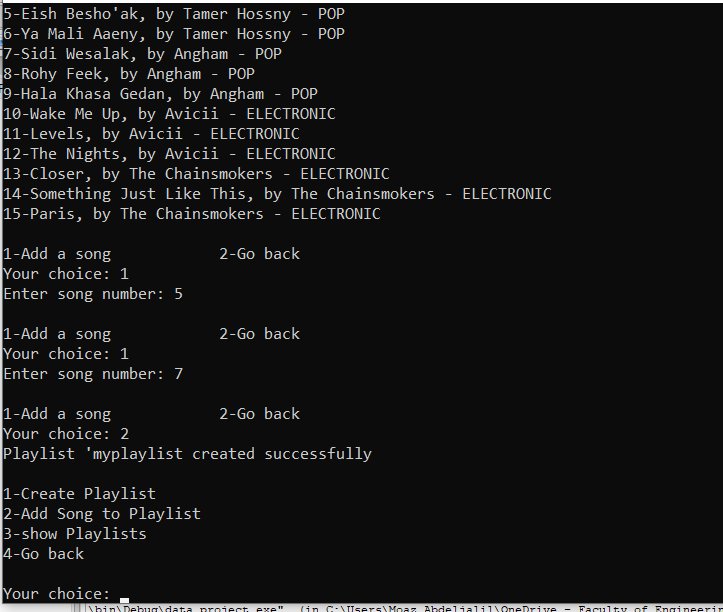 5-Eish Besho'ak, by Tamer Hossny - POP
6-Ya Mali Aaeny, by Tamer Hossny - POP
7-Sidi Wesalak, by Angham - POP
8-Rohy Feek, by Angham - POP
9-Hala Khasa Gedan, by Angham - POP
10-Wake Me Up, by Avicii - ELECTRONIC
11-Levels, by Avicii - ELECTRONIC
12-The Nights, by Avicii - ELECTRONIC
13-Closer, by The Chainsmokers - ELECTRONIC
14-Something Just Like This, by The Chainsmokers - ELECTRONIC
15-Paris, by The Chainsmokers - ELECTRONIC
1-Add a song 2-Go back
Your choice: 1
Enter song number: 5
1-Add a song 2-Go back
Your choice: 1
Enter song number: 7
1-Add a song 2-Go back
Your choice: 2
Playlist 'myplaylist created successfully
1-Create Playlist
2-Add Song to Playlist
3-show Playlists
4-Go back
Your choice:
\bin\Debug\data project.exe" (in C:\Users\Moaz Abdeljalil\OneDrive - Faculty of Engineering